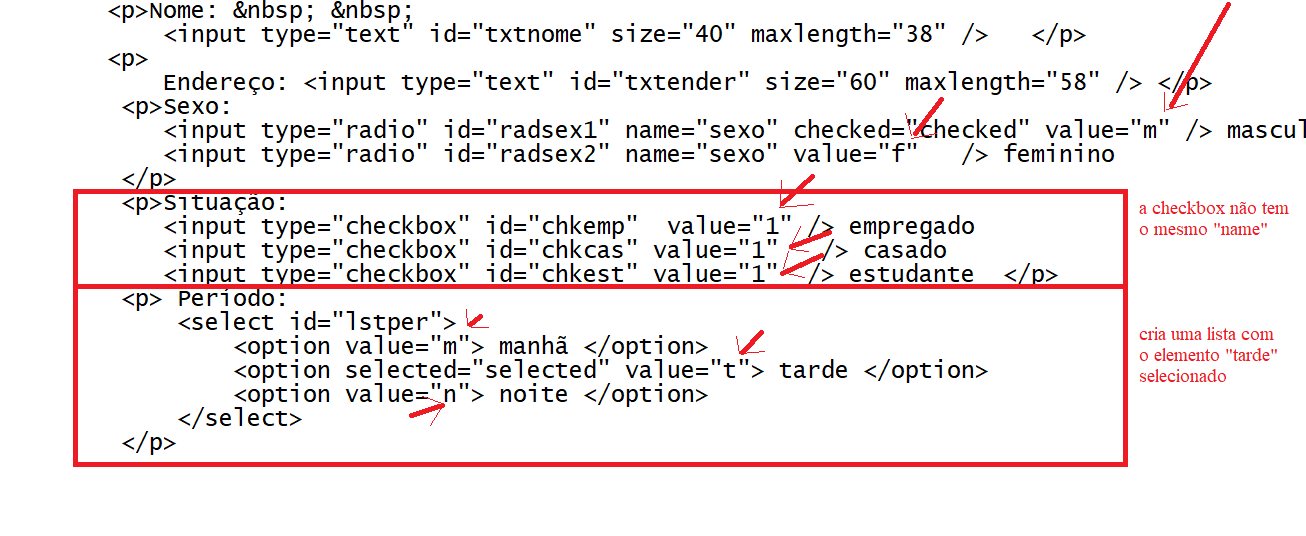 <p>Nome: &nbsp; &nbsp;
<input type="text" id="txtnome" size="40" maxlength="38" />   </p>
<p>
Endereço: <input type="text" id="txtender" size="60" maxlength="58" /> </p>
<p>Sexo:
<input type="radio" id="radsex1" name="sexo" checked="checked" value="m" /> mascul
<input type="radio" id="radsex2" name="sexo" value="f"   /> feminino
</p>
<p>Situação:
<input type="checkbox" id="chkemp"  value="1" /> empregado
<input type="checkbox" id="chkcas" value="1"   /> casado
<input type="checkbox" id="chkest" value="1"  /> estudante  </p>
a checkbox não tem
o mesmo "name"
<p> Período:
<select id="lstper">
<option value="m"> manhã </option>
<option selected="selected" value="t"> tarde </option>
<option value="n"> noite </option>
</select>
</p>
cria uma lista com
o elemento "tarde"
selecionado